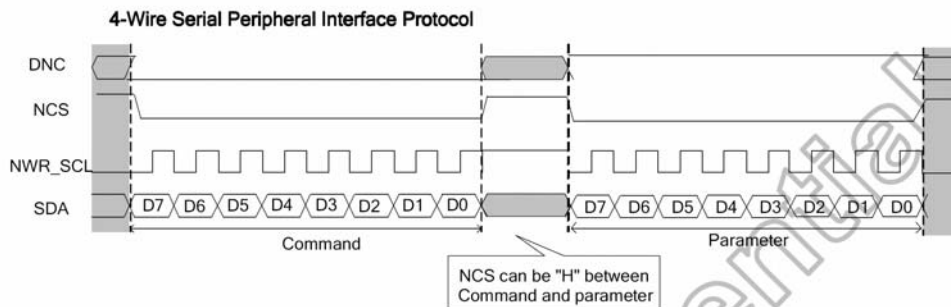 4-Wire Serial Peripheral Interface Protocol
DNC
NCS
NWR_SCL
SDA
D7 D6 D5 D4 D3 D2 D1 D0
D7 D6 D5 D4 D3 D2 D1 D0
Command
Parameter
NCS can be "H" between
Command and parameter